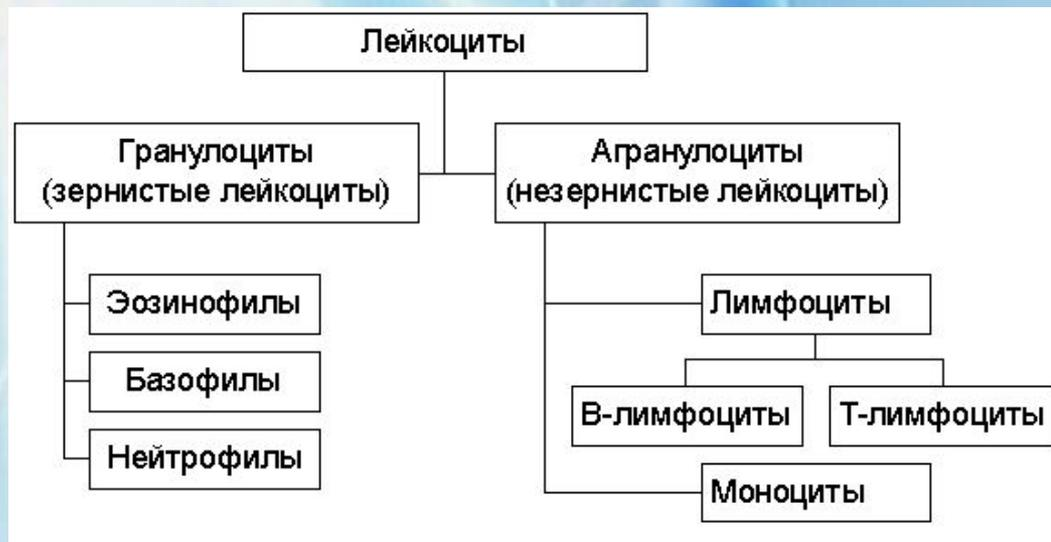 Лейкоциты
Гранулоциты
(зернистые лейкоциты)
Агранулоциты
(незернистые лейкоциты)
Эозинофилы
Базофилы
Нейтрофилы
Лимфоциты
В-лимфоциты
Т-лимфоциты
Моноциты